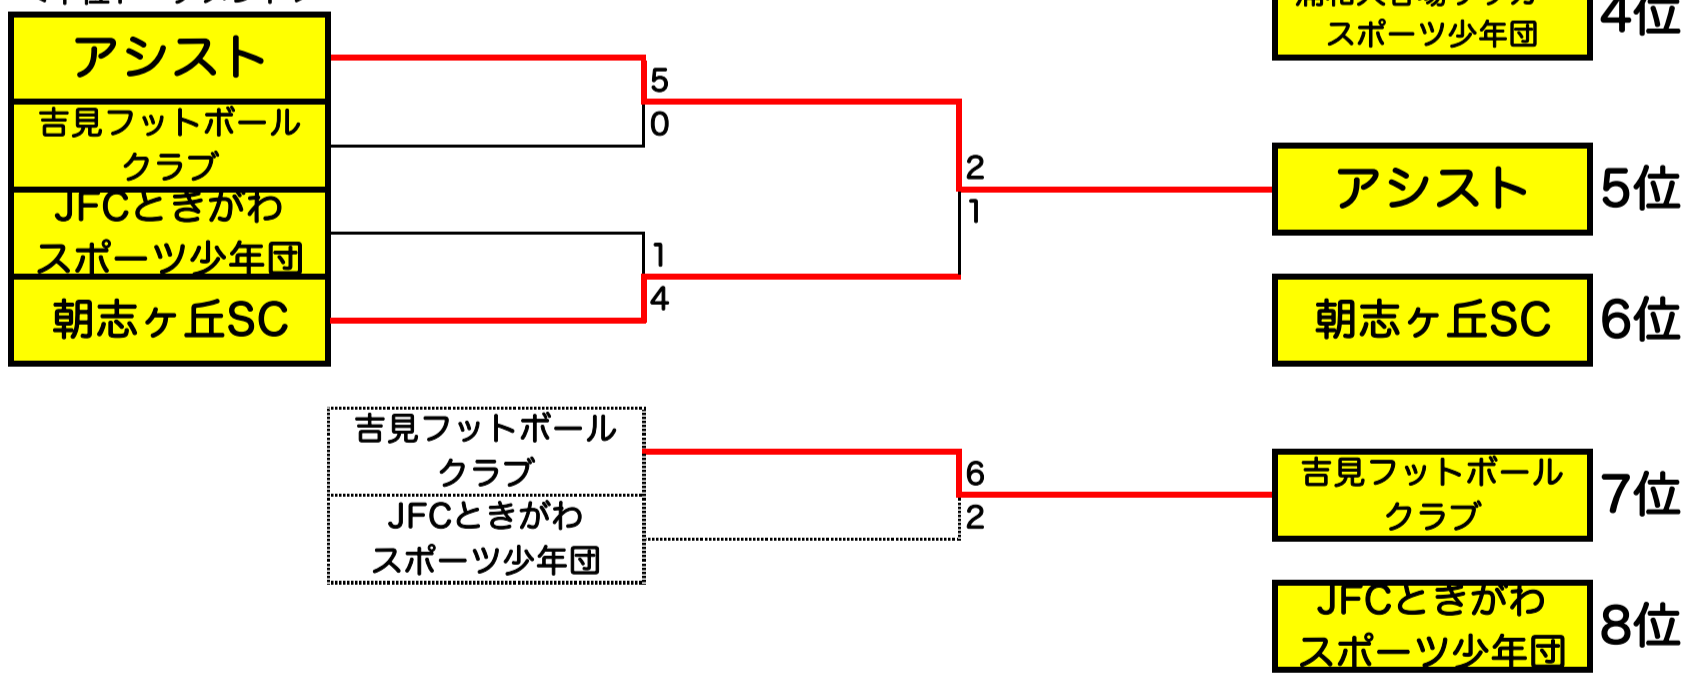 スポーツ少年団
4位
アシスト
吉見フットボール
クラブ
JFCときがわ
スポーツ少年団
朝志ヶ丘SC
5
0
1
4
2
1
アシスト
5位
朝志ヶ丘SC
6位
吉見フットボール
クラブ
JFCときがわ
スポーツ少年団
6
2
吉見フットボール
クラブ
7位
JFCときがわ
スポーツ少年団
8位